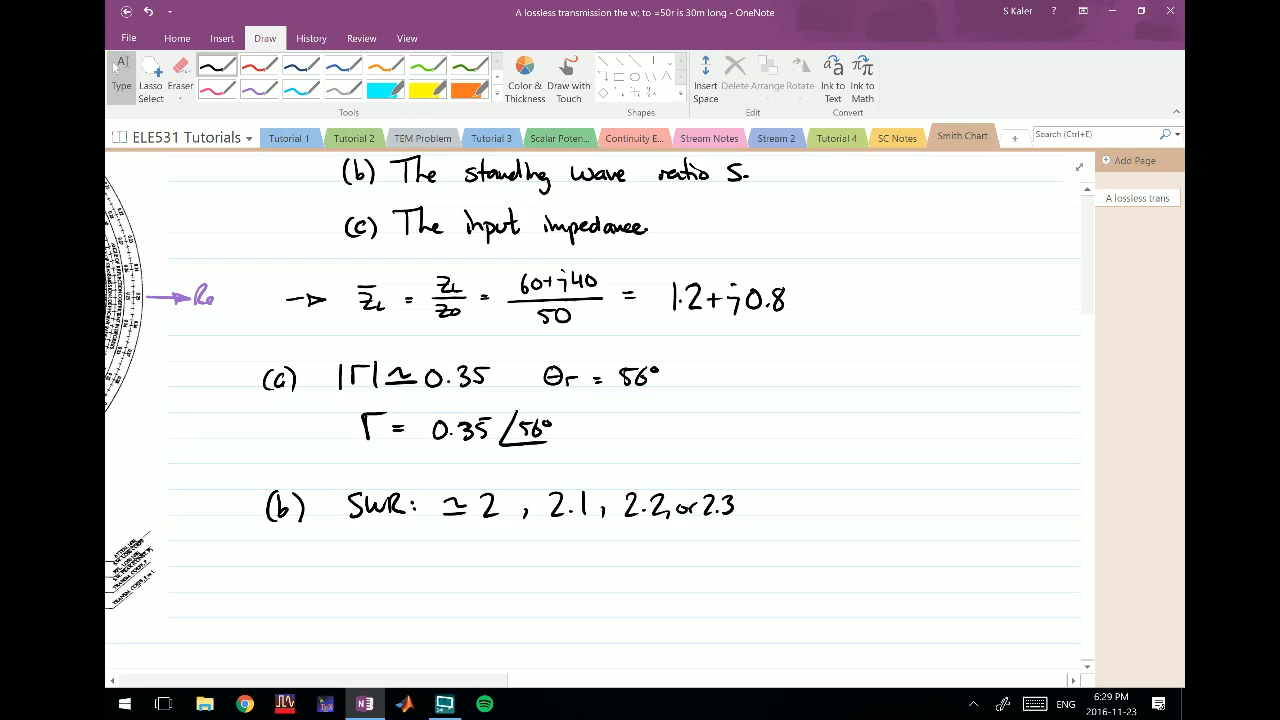 A lossless transmission the w; to =50r is 30m long - OneNote
S Kaler
?
File
Home
Insert
Draw
History
Review
View
Type
Lasso Select
Eraser
Color & Thickness
Draw with Touch
Insert Space
Delete
Arrange
Rotate
Ink to Text
Ink to Math
Tools
Shapes
Edit
Convert
ELE531 Tutorials
Tutorial 1
Tutorial 2
TEM Problem
Tutorial 3
Scalar Poten...
Continuity E...
Stream Notes
Stream 2
Tutorial 4
SC Notes
Smith Chart
Search (Ctrl+E)
Add Page
A lossless trans
(b) The standing wave ratio S.
(c) The input impedance
Re
→ z̄L = ZL/Z0 = 60+j40/50 = 1.2+j0.8
(a) |Γ| ≃ 0.35 θr = 56°
Γ = 0.35 ∠56°
(b) SWR: ≃ 2 , 2.1, 2.2, or 2.3
ENG
6:29 PM
2016-11-23